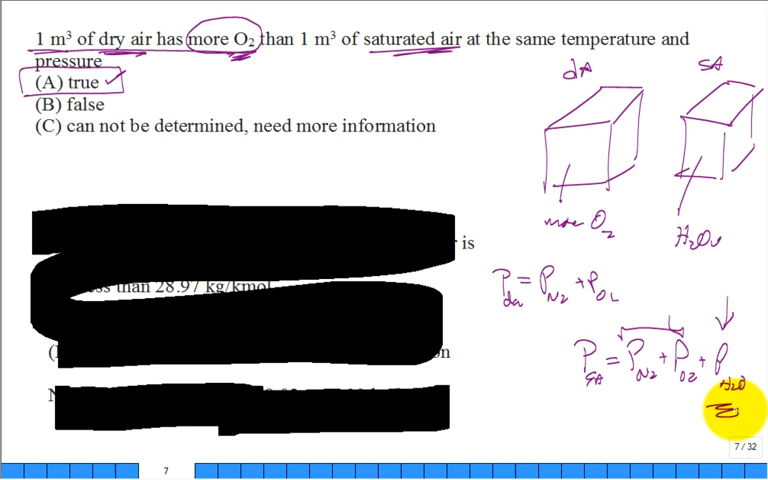 1 m³ of dry air has more O₂ than 1 m³ of saturated air at the same temperature and
pressure
(A) true ✓
(B) false
(C) can not be determined, need more information
dA
SA
more O₂
H₂Ov
is
than 28.97 kg/kmol
P_da = P_N₂ + P_O₂
P_SA = P_N₂ + P_O₂ + P_H₂O
7/32
7